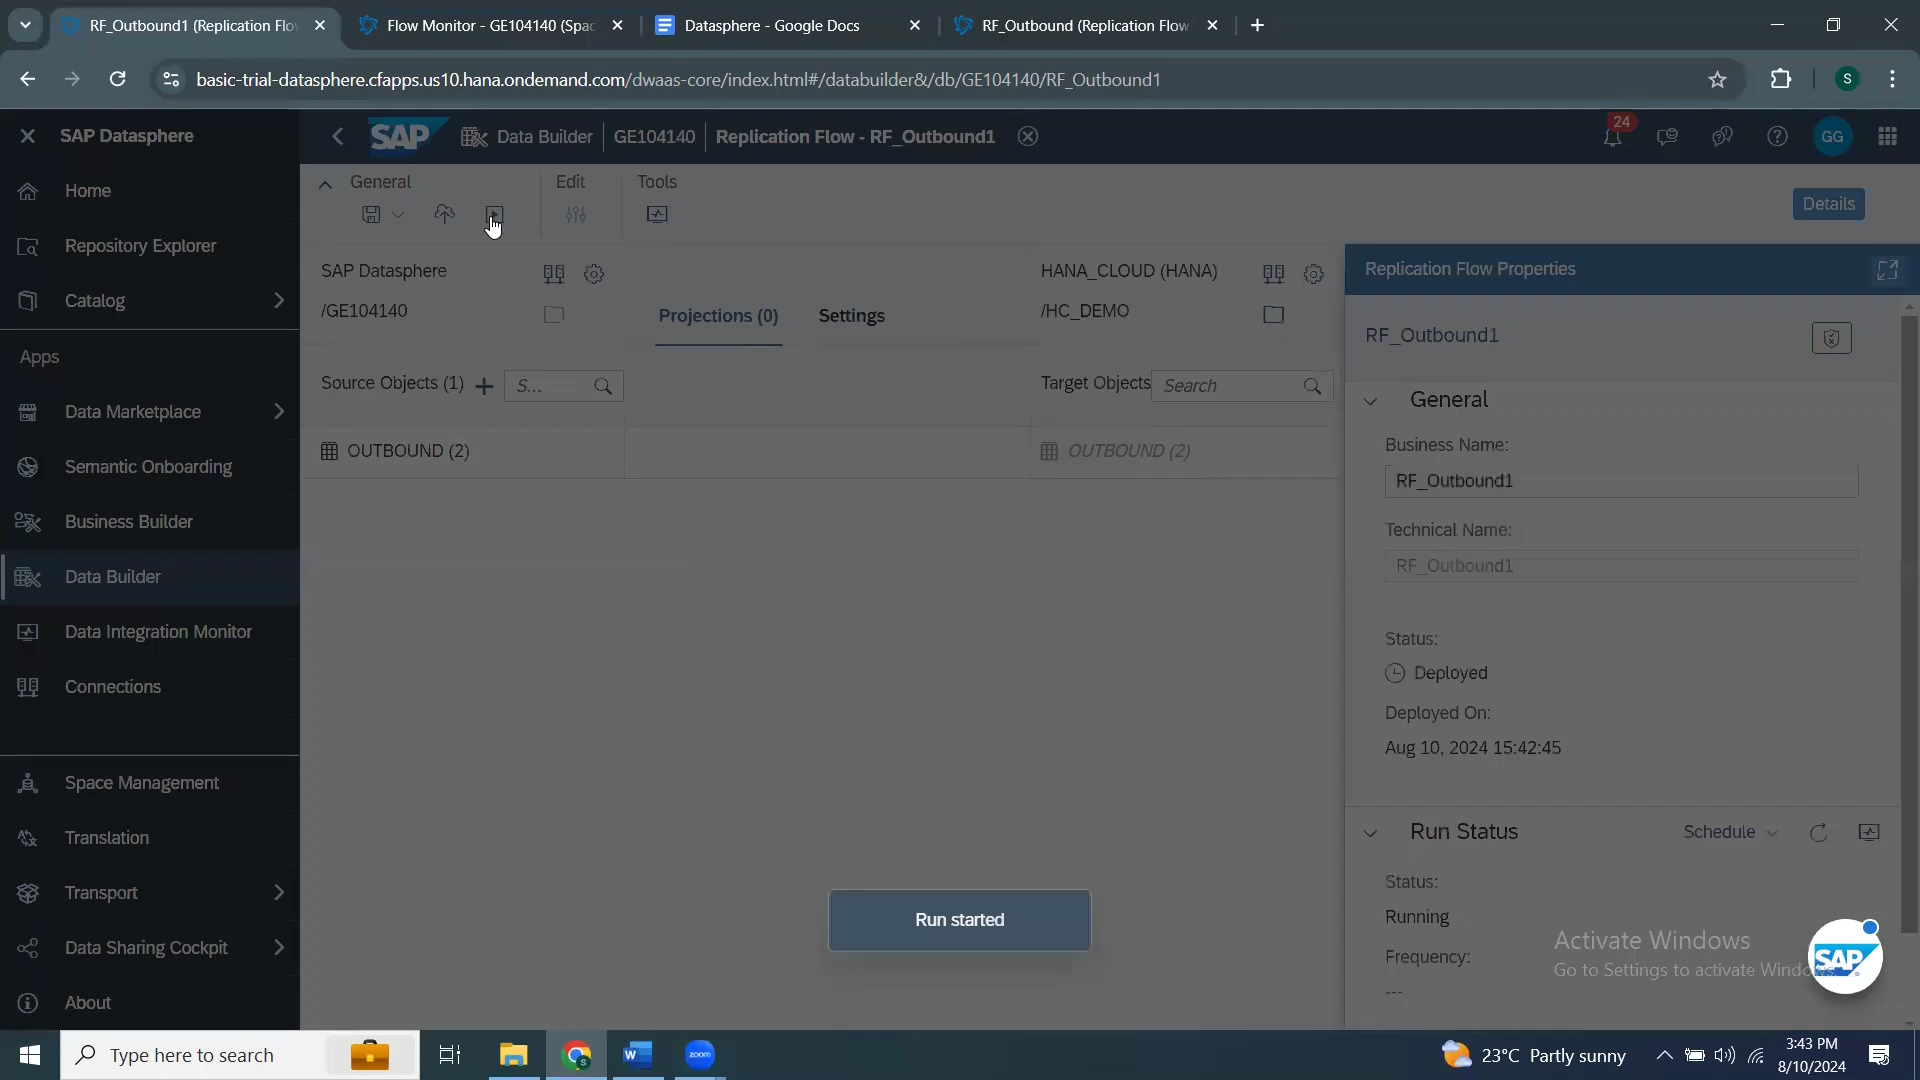 RF_Outbound1 (Replication Flo
Flow Monitor - GE104140 (Spac
Datasphere - Google Docs
RF_Outbound (Replication Flow
basic-trial-datasphere.cfapps.us10.hana.ondemand.com/dwaas-core/index.html#/databuilder&/db/GE104140/RF_Outbound1
S
SAP Datasphere
SAP
Data Builder
GE104140
Replication Flow - RF_Outbound1
24
GG
Home
Repository Explorer
Catalog
Apps
Data Marketplace
Semantic Onboarding
Business Builder
Data Builder
Data Integration Monitor
Connections
Space Management
Translation
Transport
Data Sharing Cockpit
About
General
Edit
Tools
Details
SAP Datasphere
/GE104140
Projections (0)
Settings
HANA_CLOUD (HANA)
/HC_DEMO
Source Objects (1)
S...
Target Objects
Search
OUTBOUND (2)
OUTBOUND (2)
Replication Flow Properties
RF_Outbound1
General
Business Name:
RF_Outbound1
Technical Name:
RF_Outbound1
Status:
Deployed
Deployed On:
Aug 10, 2024 15:42:45
Run Status
Schedule
Status:
Running
Frequency:
---
Run started
Activate Windows
Go to Settings to activate Windo
SAP
Type here to search
zoom
23°C Partly sunny
3:43 PM
8/10/2024